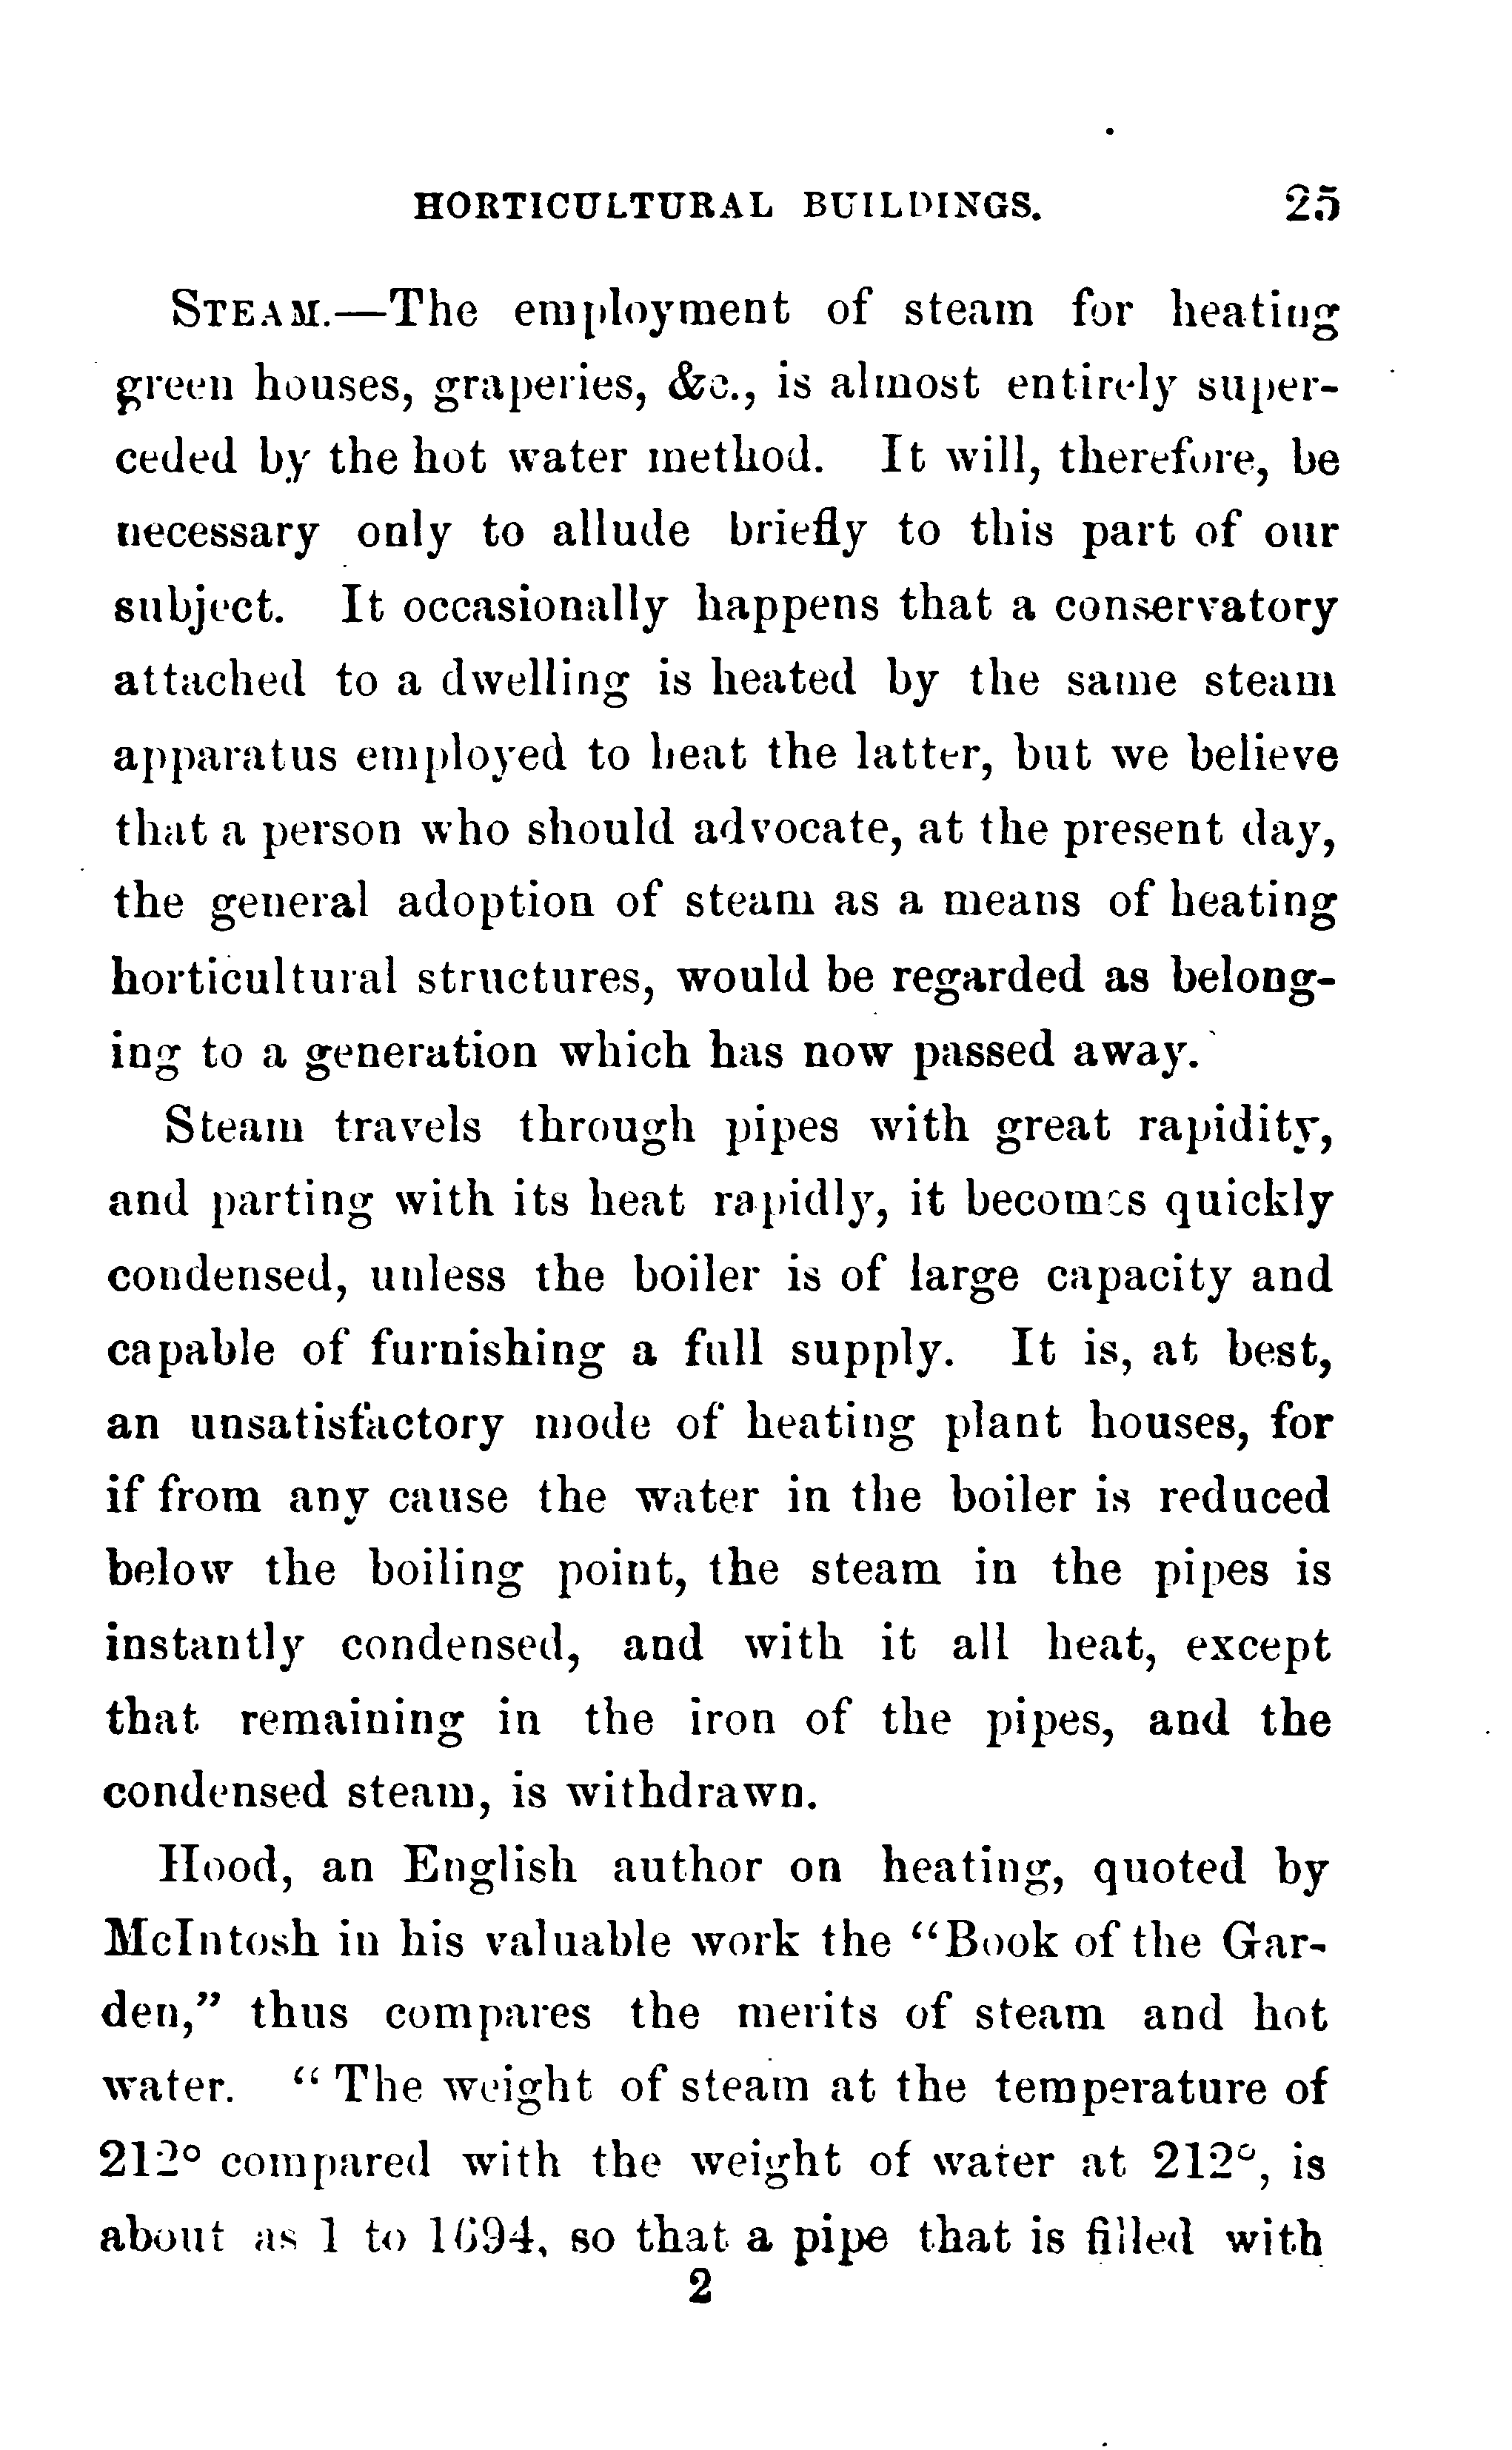 HORTICULTURAL BUILDINGS. 25
STEAM.—The employment of steam for heating
green houses, graperies, &c., is almost entirely super-
ceded by the hot water method. It will, therefore, be
necessary only to allude briefly to this part of our
subject. It occasionally happens that a conservatory
attached to a dwelling is heated by the same steam
apparatus employed to heat the latter, but we believe
that a person who should advocate, at the present day,
the general adoption of steam as a means of heating
horticultural structures, would be regarded as belong-
ing to a generation which has now passed away.
Steam travels through pipes with great rapidity,
and parting with its heat rapidly, it becomes quickly
condensed, unless the boiler is of large capacity and
capable of furnishing a full supply. It is, at best,
an unsatisfactory mode of heating plant houses, for
if from any cause the water in the boiler is reduced
below the boiling point, the steam in the pipes is
instantly condensed, and with it all heat, except
that remaining in the iron of the pipes, and the
condensed steam, is withdrawn.
Hood, an English author on heating, quoted by
McIntosh in his valuable work the “Book of the Gar-
den,” thus compares the merits of steam and hot
water. “The weight of steam at the temperature of
212° compared with the weight of water at 212°, is
about as 1 to 1694, so that a pipe that is filled with
2